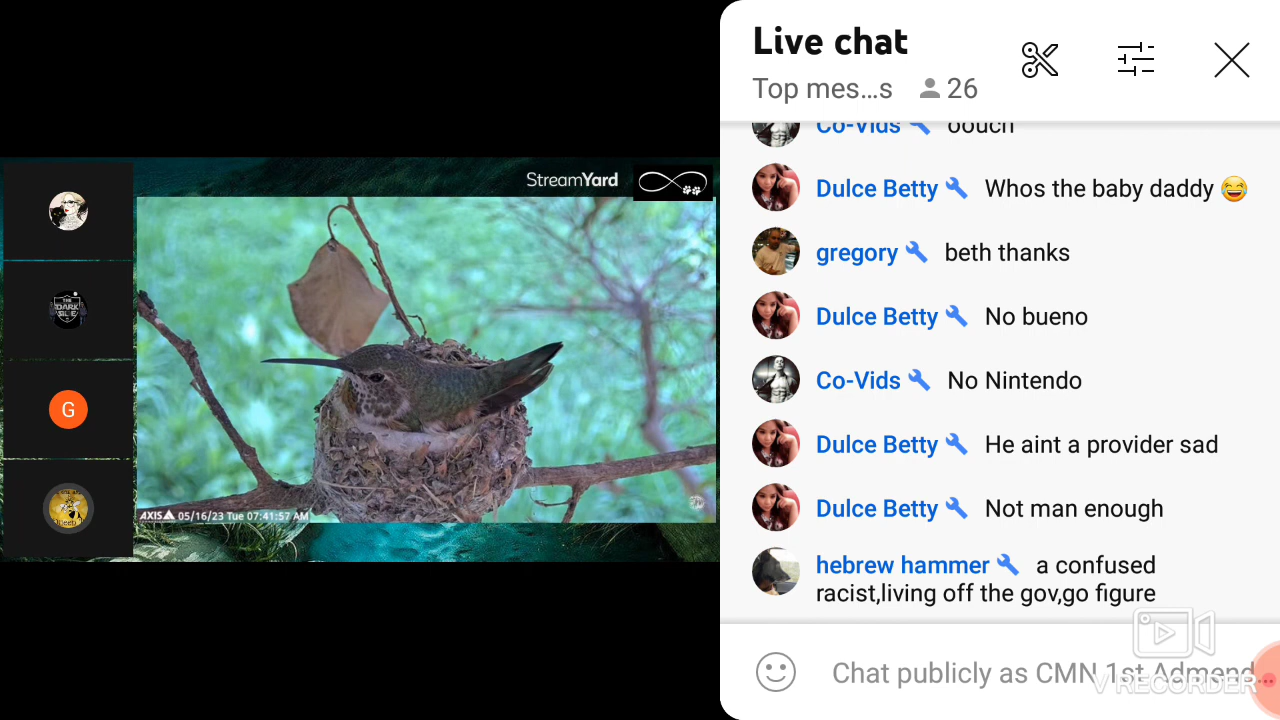 StreamYard
THE
DARK
SIDE
G
AXIS 05/16/23 Tue 07:41:57 AM
Live chat
Top mes...s 26
Co-Vids oouch
Dulce Betty Whos the baby daddy 😂
gregory beth thanks
Dulce Betty No bueno
Co-Vids No Nintendo
Dulce Betty He aint a provider sad
Dulce Betty Not man enough
hebrew hammer a confused
racist,living off the gov,go figure
Chat publicly as CMN 1st Admend...
V RECORDER